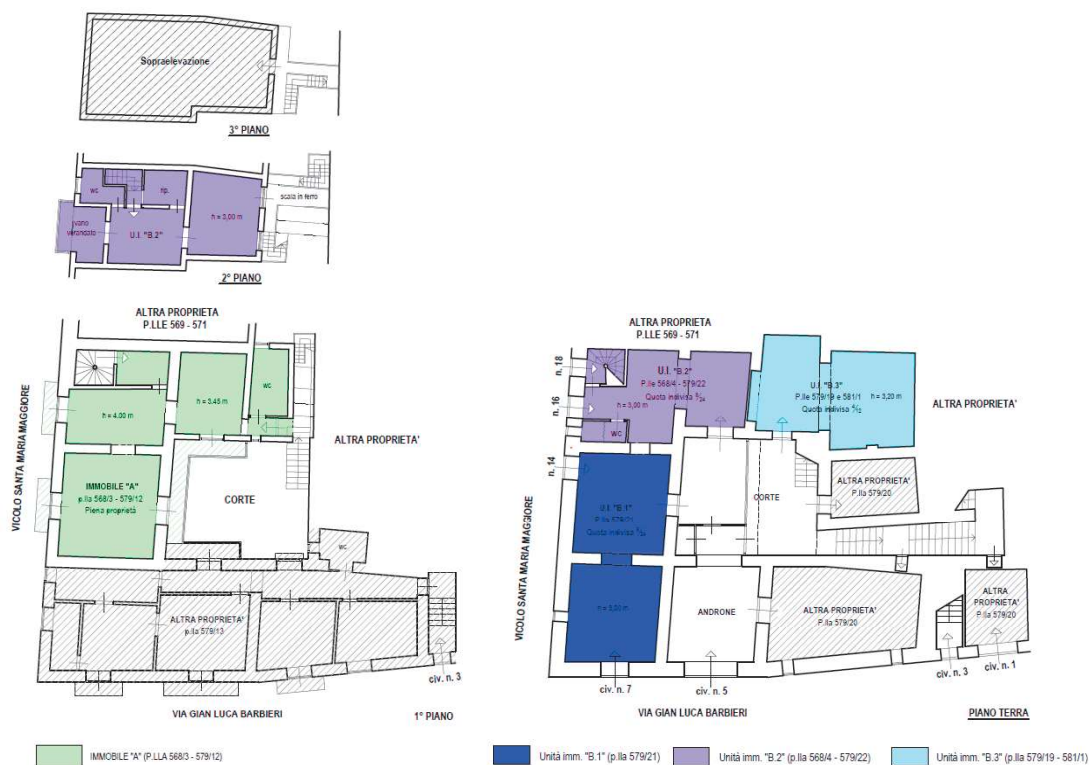 Sopraelevazione
3° PIANO
wc
rip.
h = 3,00 m
scala in ferro
vano
verandato
U.I. "B.2"
2° PIANO
ALTRA PROPRIETA
P.LLE 569 - 571
VICOLO SANTA MARIA MAGGIORE
h = 4.00 m
h = 3.45 m
wc
ALTRA PROPRIETA'
IMMOBILE "A"
p.lla 568/3 - 579/12
Piena proprietà
CORTE
wc
ALTRA PROPRIETA'
p.lla 579/13
civ. n. 3
VIA GIAN LUCA BARBIERI
1° PIANO
ALTRA PROPRIETA
P.LLE 569 - 571
n. 18
n. 16
n. 14
U.I. "B.2"
P.lle 568/4 - 579/22
Quota indivisa
h = 3,00 m
WC
U.I. "B.3"
P.lle 579/19 e 581/1
Quota indivisa
h = 3,20 m
ALTRA PROPRIETA'
VICOLO SANTA MARIA MAGGIORE
U.I. "B.1"
P.lla 579/21
Quota indivisa
CORTE
ALTRA PROPRIETA'
P.lla 579/20
ANDRONE
ALTRA PROPRIETA'
P.lla 579/20
ALTRA
PROPRIETA'
P.lla 579/20
civ. n. 7
civ. n. 5
civ. n. 3
civ. n. 1
VIA GIAN LUCA BARBIERI
PIANO TERRA
IMMOBILE "A" (P.LLA 568/3 - 579/12)
Unità imm. "B.1" (p.lla 579/21)
Unità imm. "B.2" (p.lla 568/4 - 579/22)
Unità imm. "B.3" (p.lla 579/19 - 581/1)